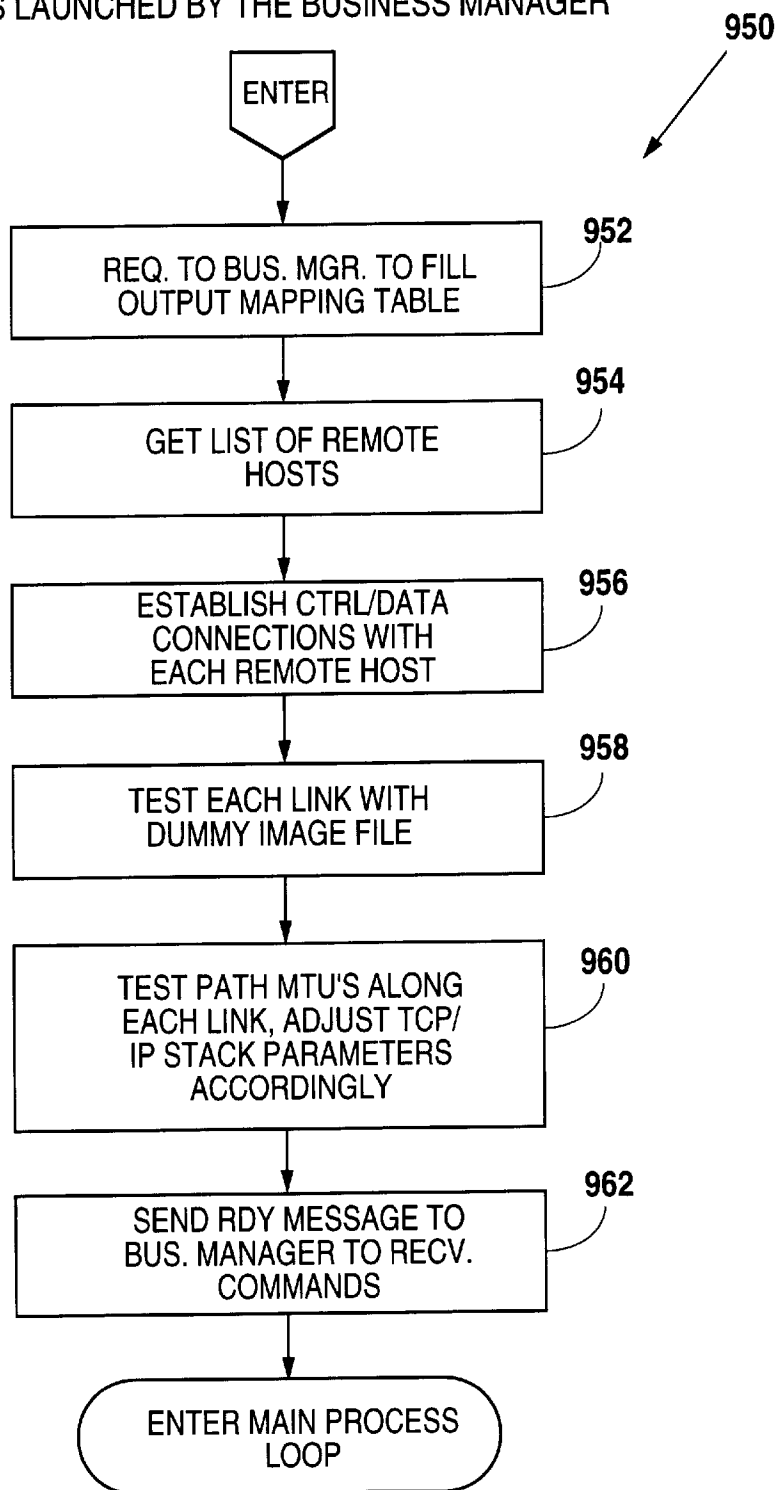 S LAUNCHED BY THE BUSINESS MANAGER
950
ENTER
952
REQ. TO BUS. MGR. TO FILL
OUTPUT MAPPING TABLE
954
GET LIST OF REMOTE
HOSTS
956
ESTABLISH CTRL/DATA
CONNECTIONS WITH
EACH REMOTE HOST
958
TEST EACH LINK WITH
DUMMY IMAGE FILE
960
TEST PATH MTU'S ALONG
EACH LINK, ADJUST TCP/
IP STACK PARAMETERS
ACCORDINGLY
962
SEND RDY MESSAGE TO
BUS. MANAGER TO RECV.
COMMANDS
ENTER MAIN PROCESS
LOOP